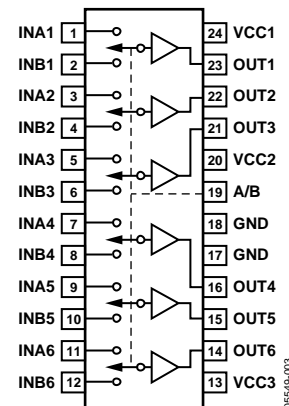 INA1 1 24 VCC1
INB1 2 23 OUT1
INA2 3 22 OUT2
INB2 4 21 OUT3
INA3 5 20 VCC2
INB3 6 19 A/B
INA4 7 18 GND
INB4 8 17 GND
INA5 9 16 OUT4
INB5 10 15 OUT5
INA6 11 14 OUT6
INB6 12 13 VCC3
05549-003